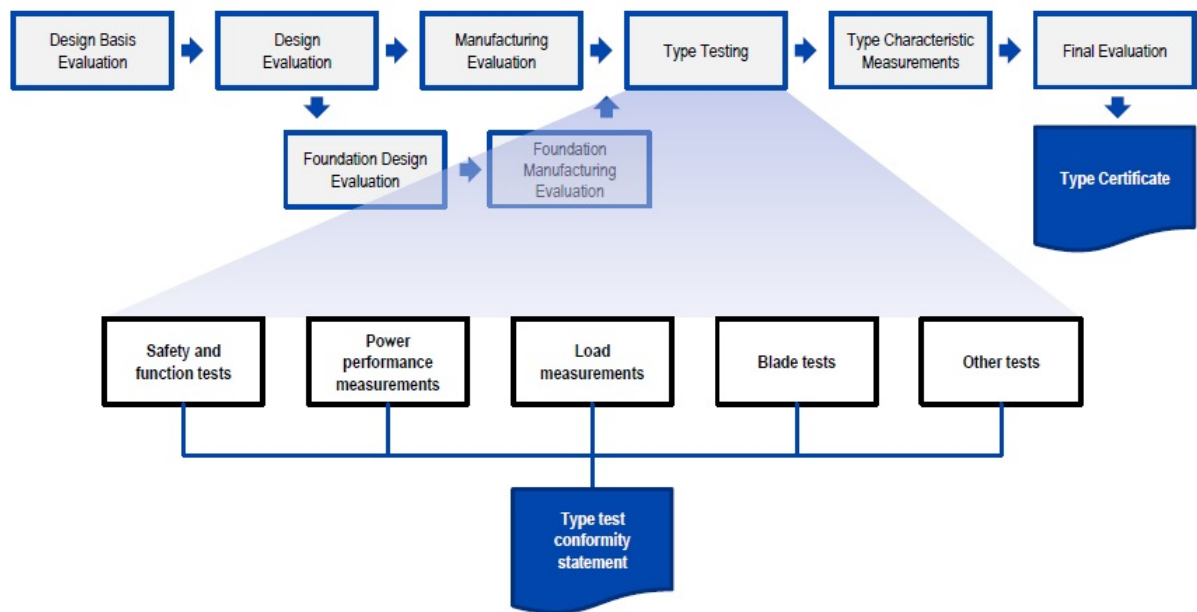 Design Basis
Evaluation
Design
Evaluation
Manufacturing
Evaluation
Type Testing
Type Characteristic
Measurements
Final Evaluation
Foundation Design
Evaluation
Foundation
Manufacturing
Evaluation
Type Certificate
Safety and
function tests
Power
performance
measurements
Load
measurements
Blade tests
Other tests
Type test
conformity
statement